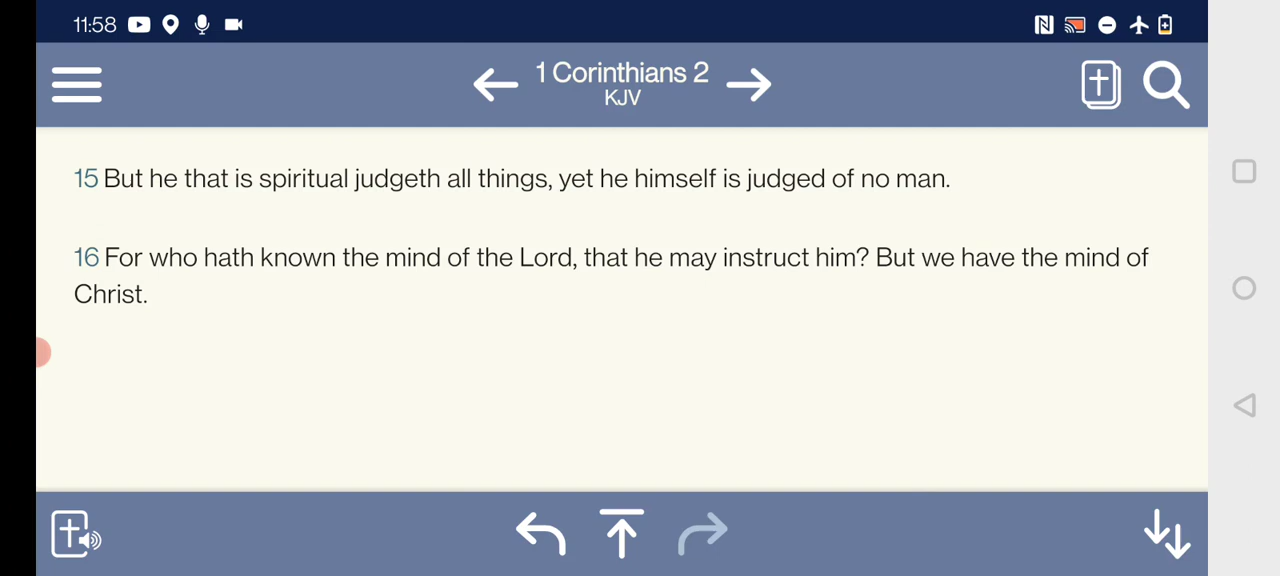 11:58
1 Corinthians 2
KJV
15 But he that is spiritual judgeth all things, yet he himself is judged of no man.
16 For who hath known the mind of the Lord, that he may instruct him? But we have the mind of
Christ.